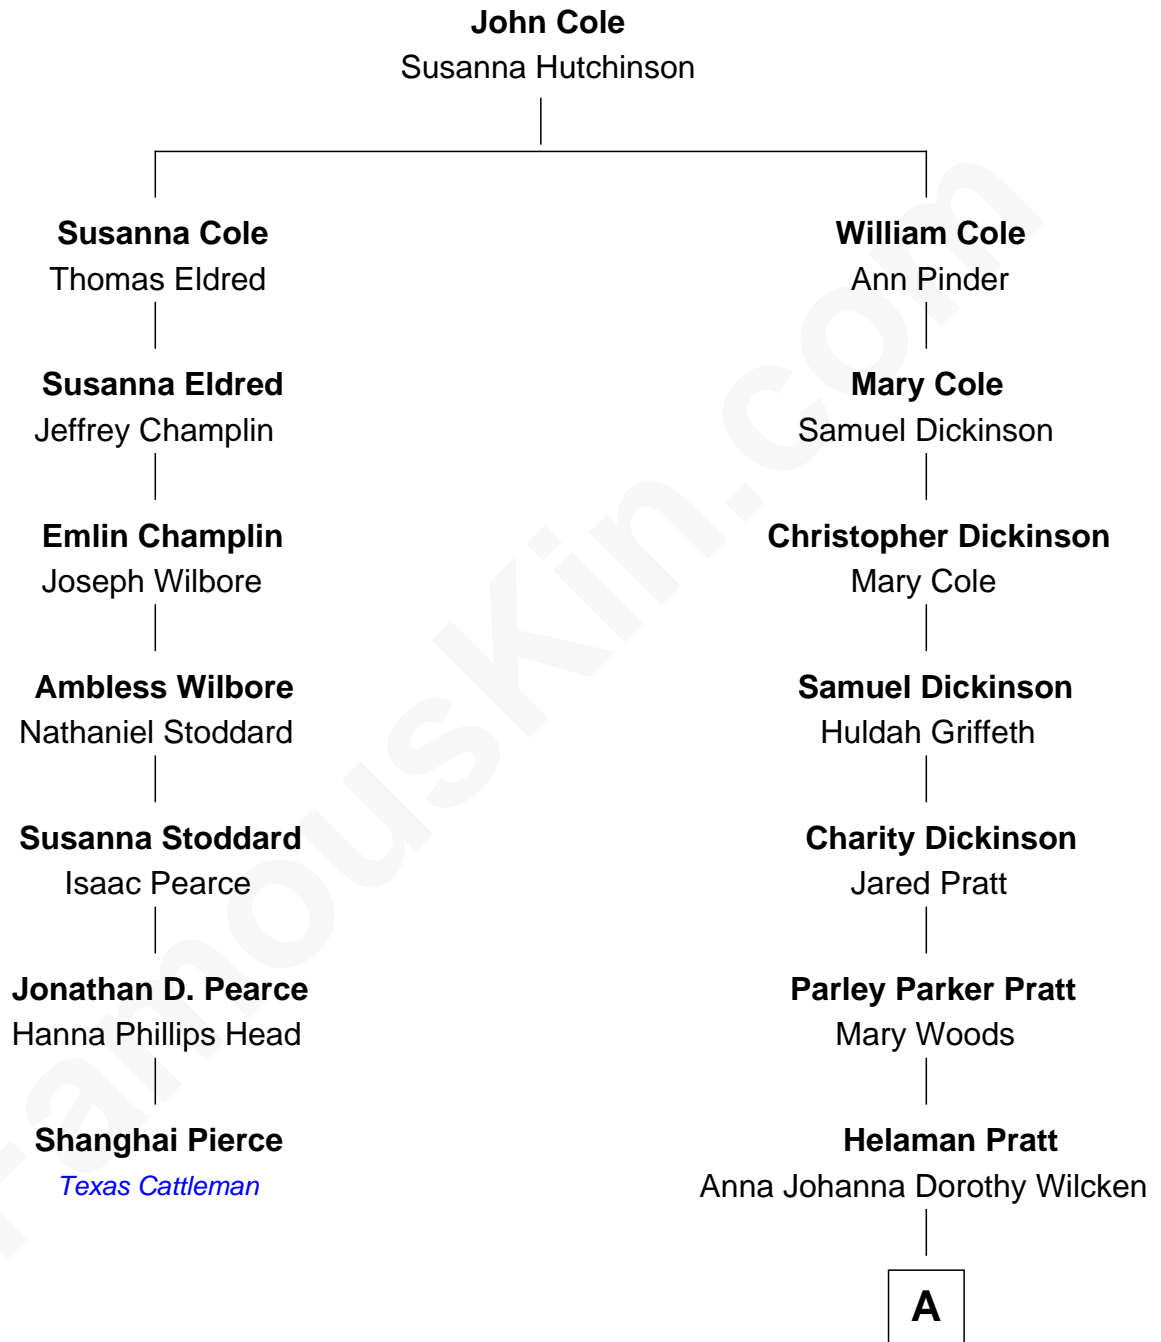 John Cole
Susanna Hutchinson
Susanna Cole
Thomas Eldred
William Cole
Ann Pinder
Susanna Eldred
Jeffrey Champlin
Mary Cole
Samuel Dickinson
Emlin Champlin
Joseph Wilbore
Christopher Dickinson
Mary Cole
Ambless Wilbore
Nathaniel Stoddard
Samuel Dickinson
Huldah Griffeth
Susanna Stoddard
Isaac Pearce
Charity Dickinson
Jared Pratt
Jonathan D. Pearce
Hanna Phillips Head
Parley Parker Pratt
Mary Woods
Shanghai Pierce
Texas Cattleman
Helaman Pratt
Anna Johanna Dorothy Wilcken
A
FamousKin.com